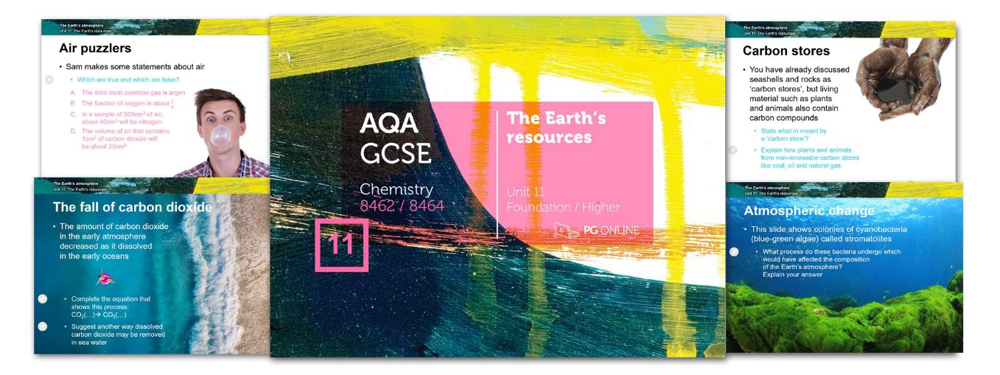 The Earth's atmosphere
Unit 11: The Earth's resources
Air puzzlers
• Sam makes some statements about air
• Which are true and which are false?
A. The third most common gas is argon
B. The fraction of oxygen is about 1/4
C. In a sample of 200cm³ of air,
about 40cm³ will be nitrogen
D. The volume of air that contains
1cm³ of carbon dioxide will
be about 25cm³
The Earth's atmosphere
Unit 11: The Earth's resources
The fall of carbon dioxide
• The amount of carbon dioxide
in the early atmosphere
decreased as it dissolved
in the early oceans
• Complete the equation that
shows this process:
CO₂(…)→ CO₂(…)
• Suggest another way dissolved
carbon dioxide may be removed
in sea water
AQA
GCSE
Chemistry
8462 / 8464
11
The Earth's
resources
Unit 11
Foundation / Higher
PG ONLINE
The Earth's atmosphere
Unit 11: The Earth's resources
Carbon stores
• You have already discussed
seashells and rocks as
'carbon stores', but living
material such as plants
and animals also contain
carbon compounds
• State what in meant by
a 'carbon store'?
• Explain how plants and animals
form non-renewable carbon stores
like coal, oil and natural gas
The Earth's atmosphere
Unit 11: The Earth's resources
Atmospheric change
• This slide shows colonies of cyanobacteria
(blue-green algae) called stromatolites
• What process do these bacteria undergo which
would have affected the composition
of the Earth's atmosphere?
Explain your answer